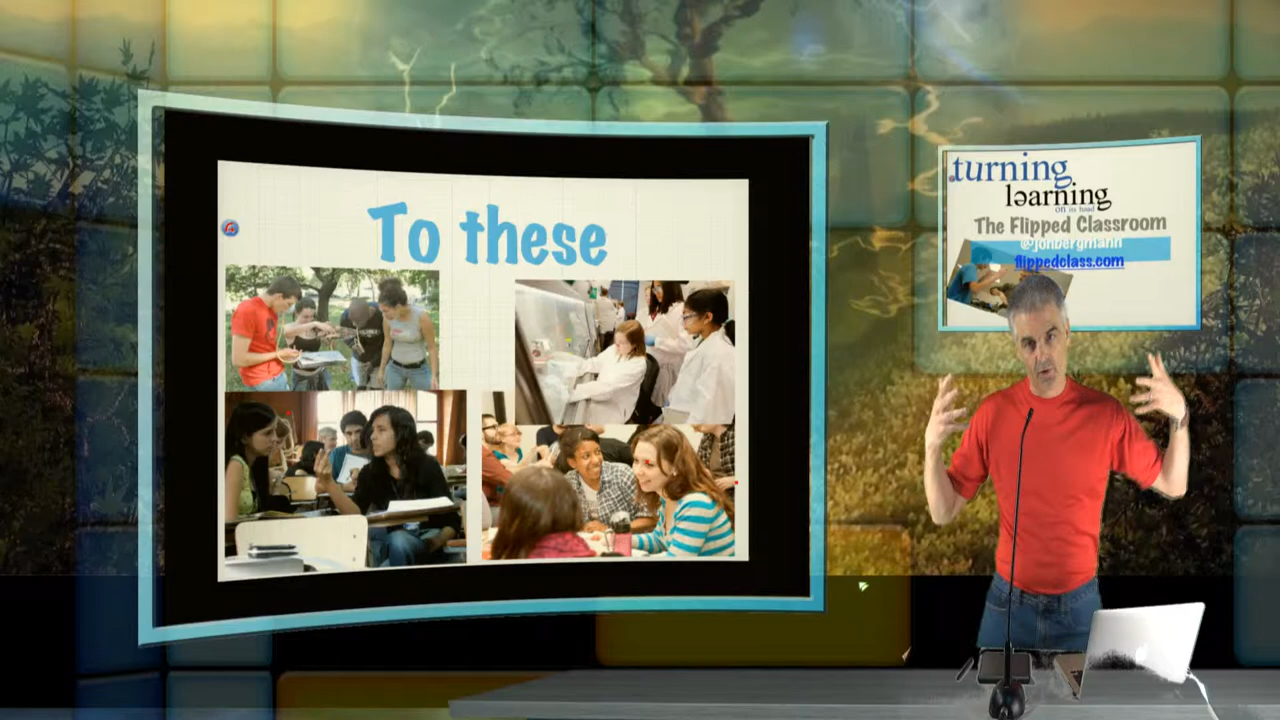 To these
turning
learning
on its head
The Flipped Classroom
@jonbergmann
flippedclass.com